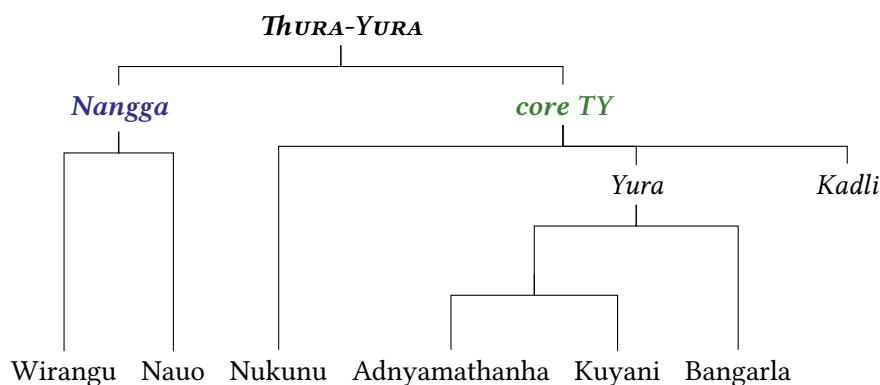 Thura-Yura
Nangga core TY
Yura Kadli
Wirangu Nauo Nukunu Adnyamathanha Kuyani Bangarla